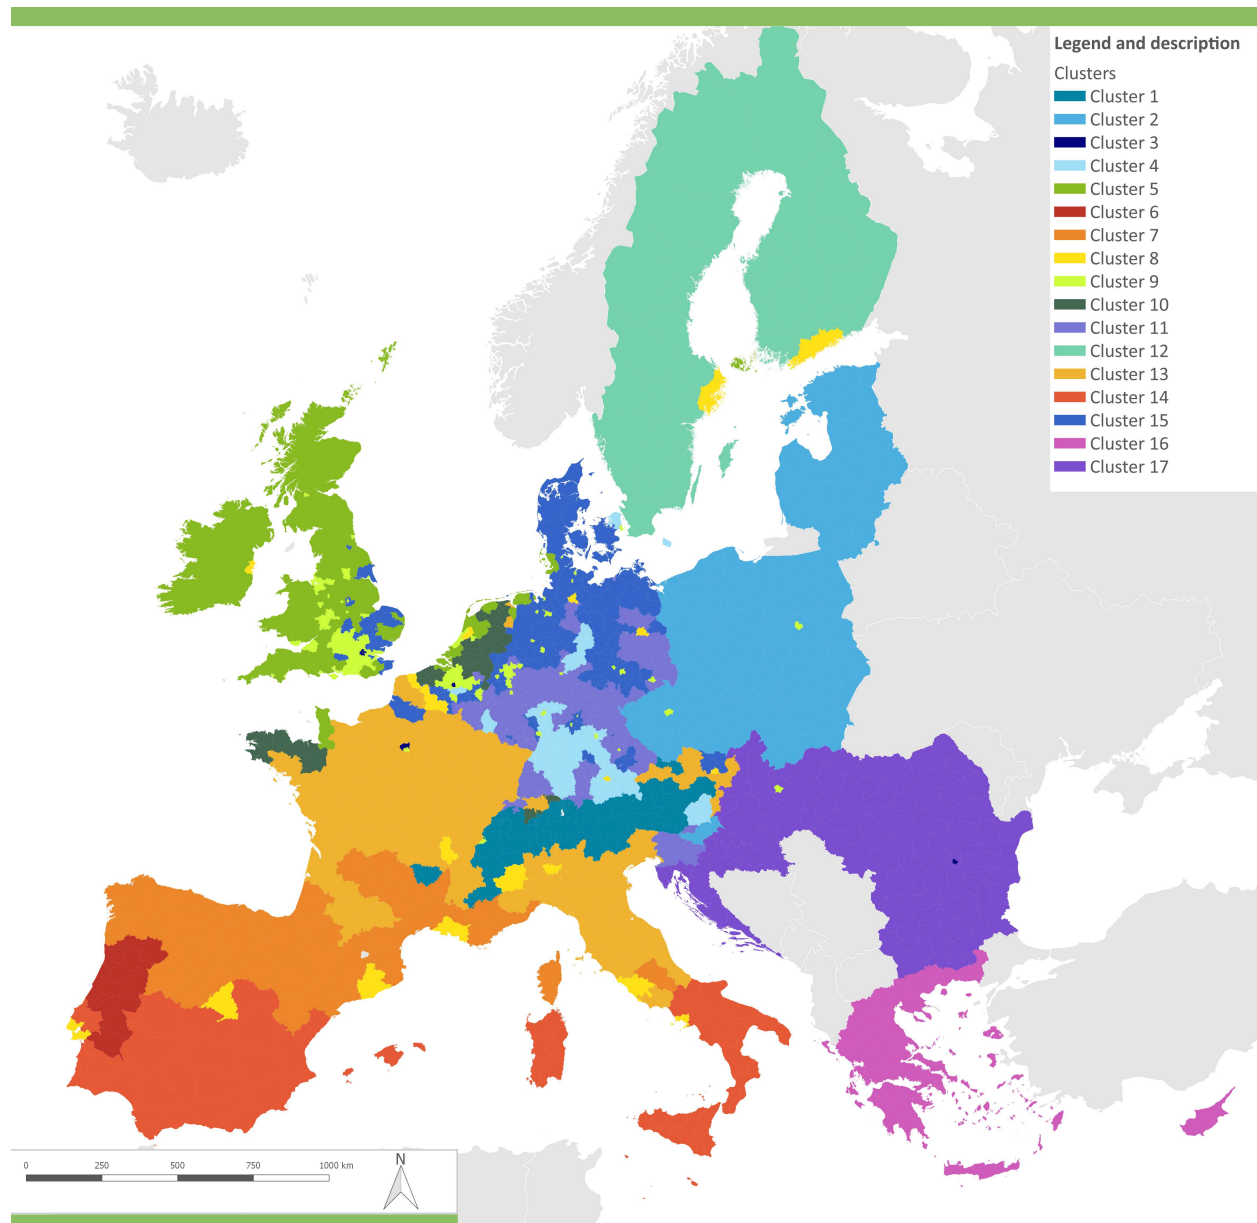 Legend and description
Clusters
Cluster 1
Cluster 2
Cluster 3
Cluster 4
Cluster 5
Cluster 6
Cluster 7
Cluster 8
Cluster 9
Cluster 10
Cluster 11
Cluster 12
Cluster 13
Cluster 14
Cluster 15
Cluster 16
Cluster 17
N
0 250 500 750 1000 km